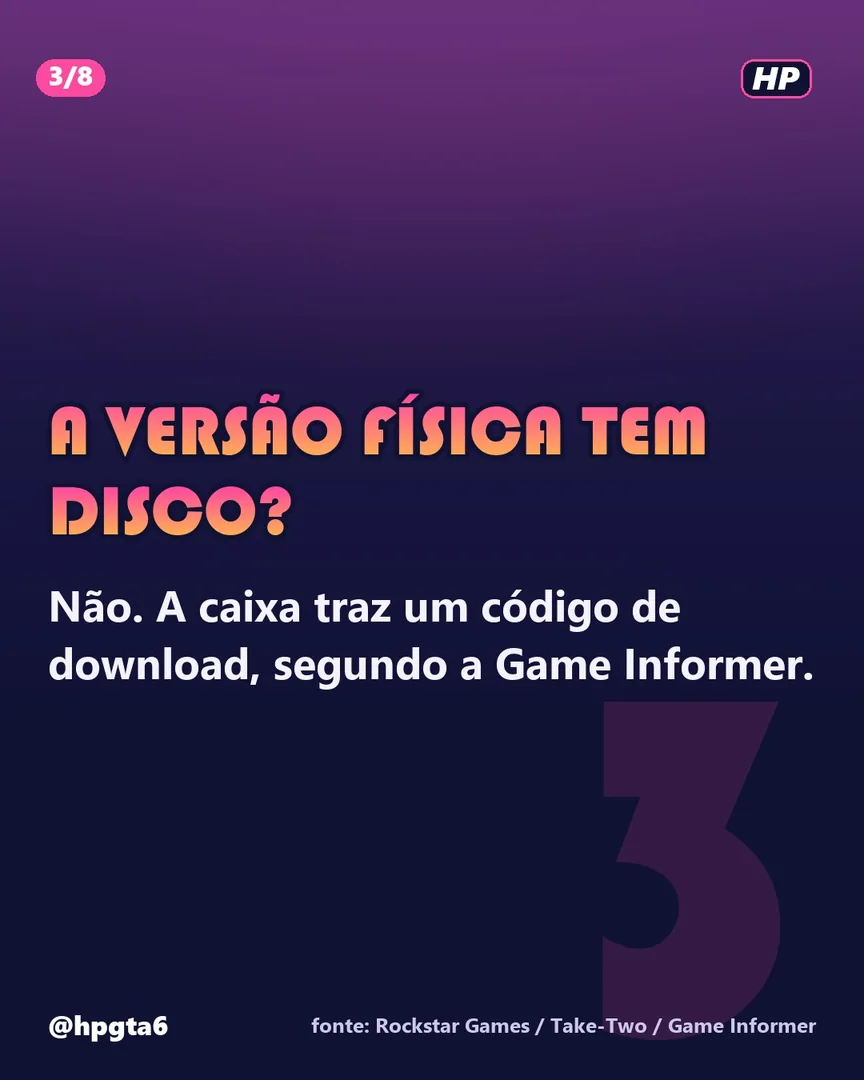 3/8
HP
A VERSÃO FÍSICA TEM
DISCO?
Não. A caixa traz um código de
download, segundo a Game Informer.
3
@hpgta6
fonte: Rockstar Games / Take-Two / Game Informer